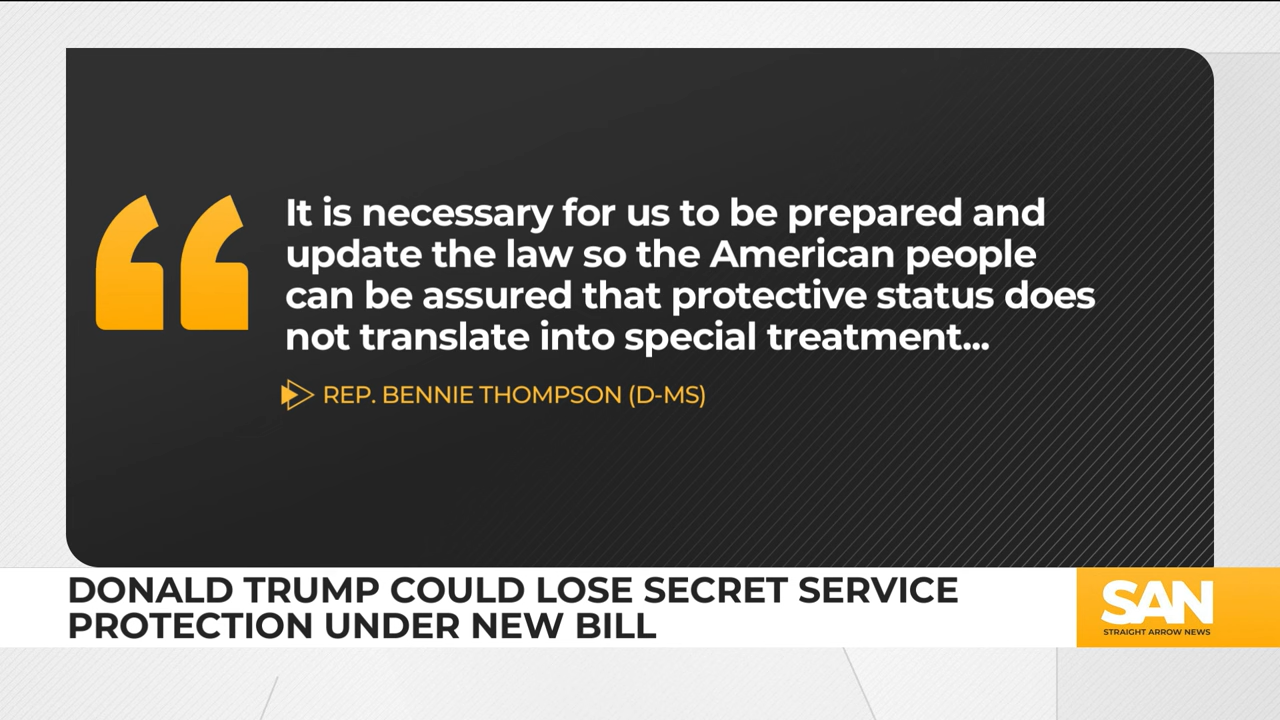 It is necessary for us to be prepared and
update the law so the American people
can be assured that protective status does
not translate into special treatment...
REP. BENNIE THOMPSON (D-MS)
DONALD TRUMP COULD LOSE SECRET SERVICE
PROTECTION UNDER NEW BILL
SAN
STRAIGHT ARROW NEWS